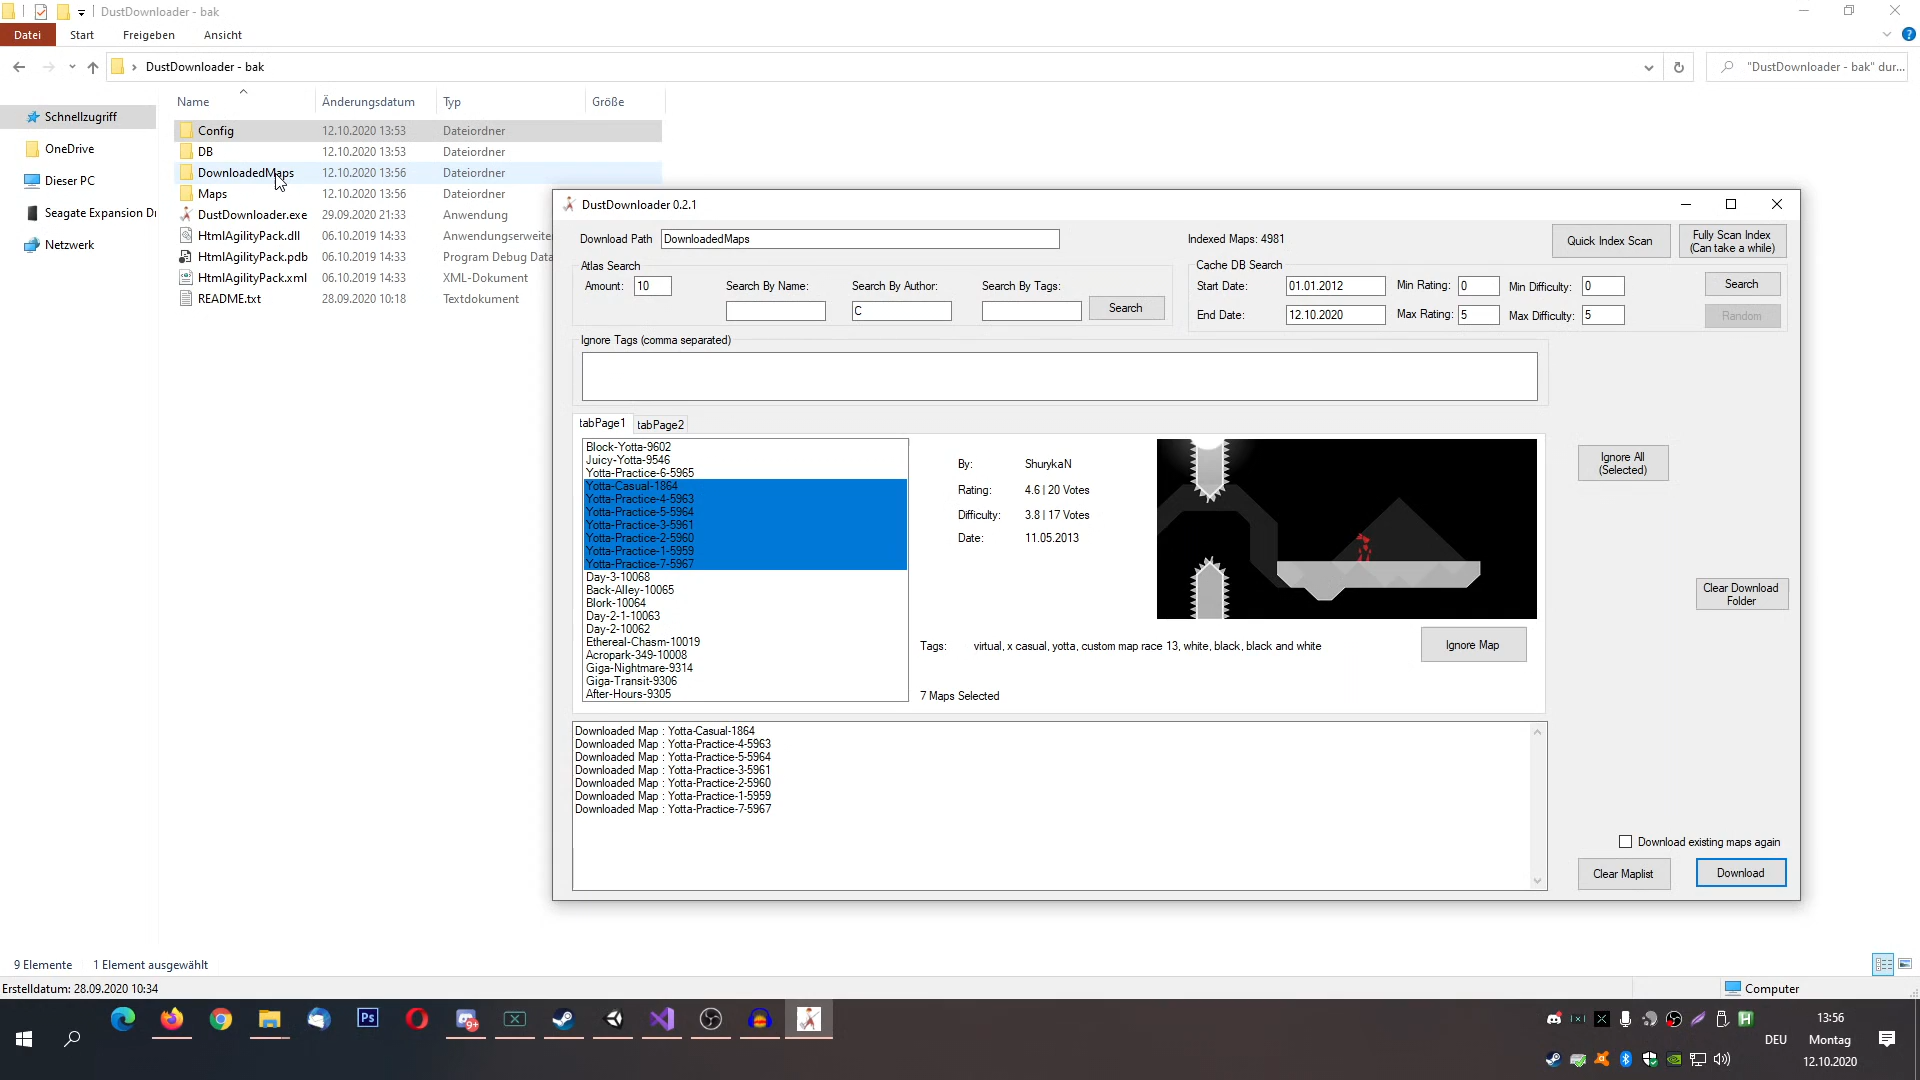 DustDownloader - bak
Datei Start Freigeben Ansicht
DustDownloader - bak
"DustDownloader - bak" dur...
Name Änderungsdatum Typ Größe
Schnellzugriff
OneDrive
Dieser PC
Seagate Expansion Dr
Netzwerk
Config 12.10.2020 13:53 Dateiordner
DB 12.10.2020 13:53 Dateiordner
DownloadedMaps 12.10.2020 13:56 Dateiordner
Maps 12.10.2020 13:56 Dateiordner
DustDownloader.exe 29.09.2020 21:33 Anwendung
HtmlAgilityPack.dll 06.10.2019 14:33 Anwendungserweite
HtmlAgilityPack.pdb 06.10.2019 14:33 Program Debug Data
HtmlAgilityPack.xml 06.10.2019 14:33 XML-Dokument
README.txt 28.09.2020 10:18 Textdokument
DustDownloader 0.2.1
Download Path DownloadedMaps
Indexed Maps: 4981
Quick Index Scan
Fully Scan Index
(Can take a while)
Atlas Search
Amount: 10
Search By Name:
Search By Author:
C
Search By Tags:
Search
Cache DB Search
Start Date: 01.01.2012 Min Rating: 0 Min Difficulty: 0 Search
End Date: 12.10.2020 Max Rating: 5 Max Difficulty: 5 Random
Ignore Tags (comma separated)
tabPage1 tabPage2
Block-Yotta-9602
Juicy-Yotta-9546
Yotta-Practice-6-5965
Yotta-Casual-1864
Yotta-Practice-4-5963
Yotta-Practice-5-5964
Yotta-Practice-3-5961
Yotta-Practice-2-5960
Yotta-Practice-1-5959
Yotta-Practice-7-5967
Day-3-10068
Back-Alley-10065
Blork-10064
Day-2-1-10063
Day-2-10062
Ethereal-Chasm-10019
Acropark-349-10008
Giga-Nightmare-9314
Giga-Transit-9306
After-Hours-9305
By: ShurykaN
Rating: 4.6 | 20 Votes
Difficulty: 3.8 | 17 Votes
Date: 11.05.2013
Tags: virtual, x casual, yotta, custom map race 13, white, black, black and white
Ignore Map
7 Maps Selected
Ignore All
(Selected)
Clear Download
Folder
Downloaded Map : Yotta-Casual-1864
Downloaded Map : Yotta-Practice-4-5963
Downloaded Map : Yotta-Practice-5-5964
Downloaded Map : Yotta-Practice-3-5961
Downloaded Map : Yotta-Practice-2-5960
Downloaded Map : Yotta-Practice-1-5959
Downloaded Map : Yotta-Practice-7-5967
Download existing maps again
Clear Maplist
Download
9 Elemente 1 Element ausgewählt
Erstelldatum: 28.09.2020 10:34
Computer
Ps
9+
DEU
13:56
Montag
12.10.2020